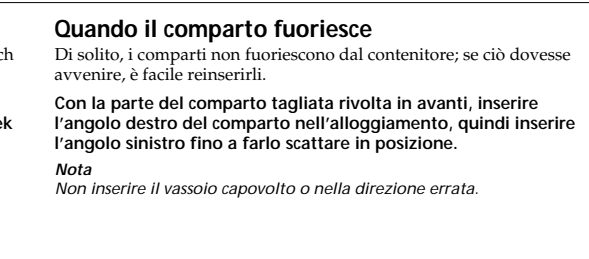 Quando il comparto fuoriesce
ch
Di solito, i comparti non fuoriescono dal contenitore; se ciò dovesse
avvenire, è facile reinserirli.
Con la parte del comparto tagliata rivolta in avanti, inserire
ek
l'angolo destro del comparto nell'alloggiamento, quindi inserire
l'angolo sinistro fino a farlo scattare in posizione.
Nota
Non inserire il vassoio capovolto o nella direzione errata.